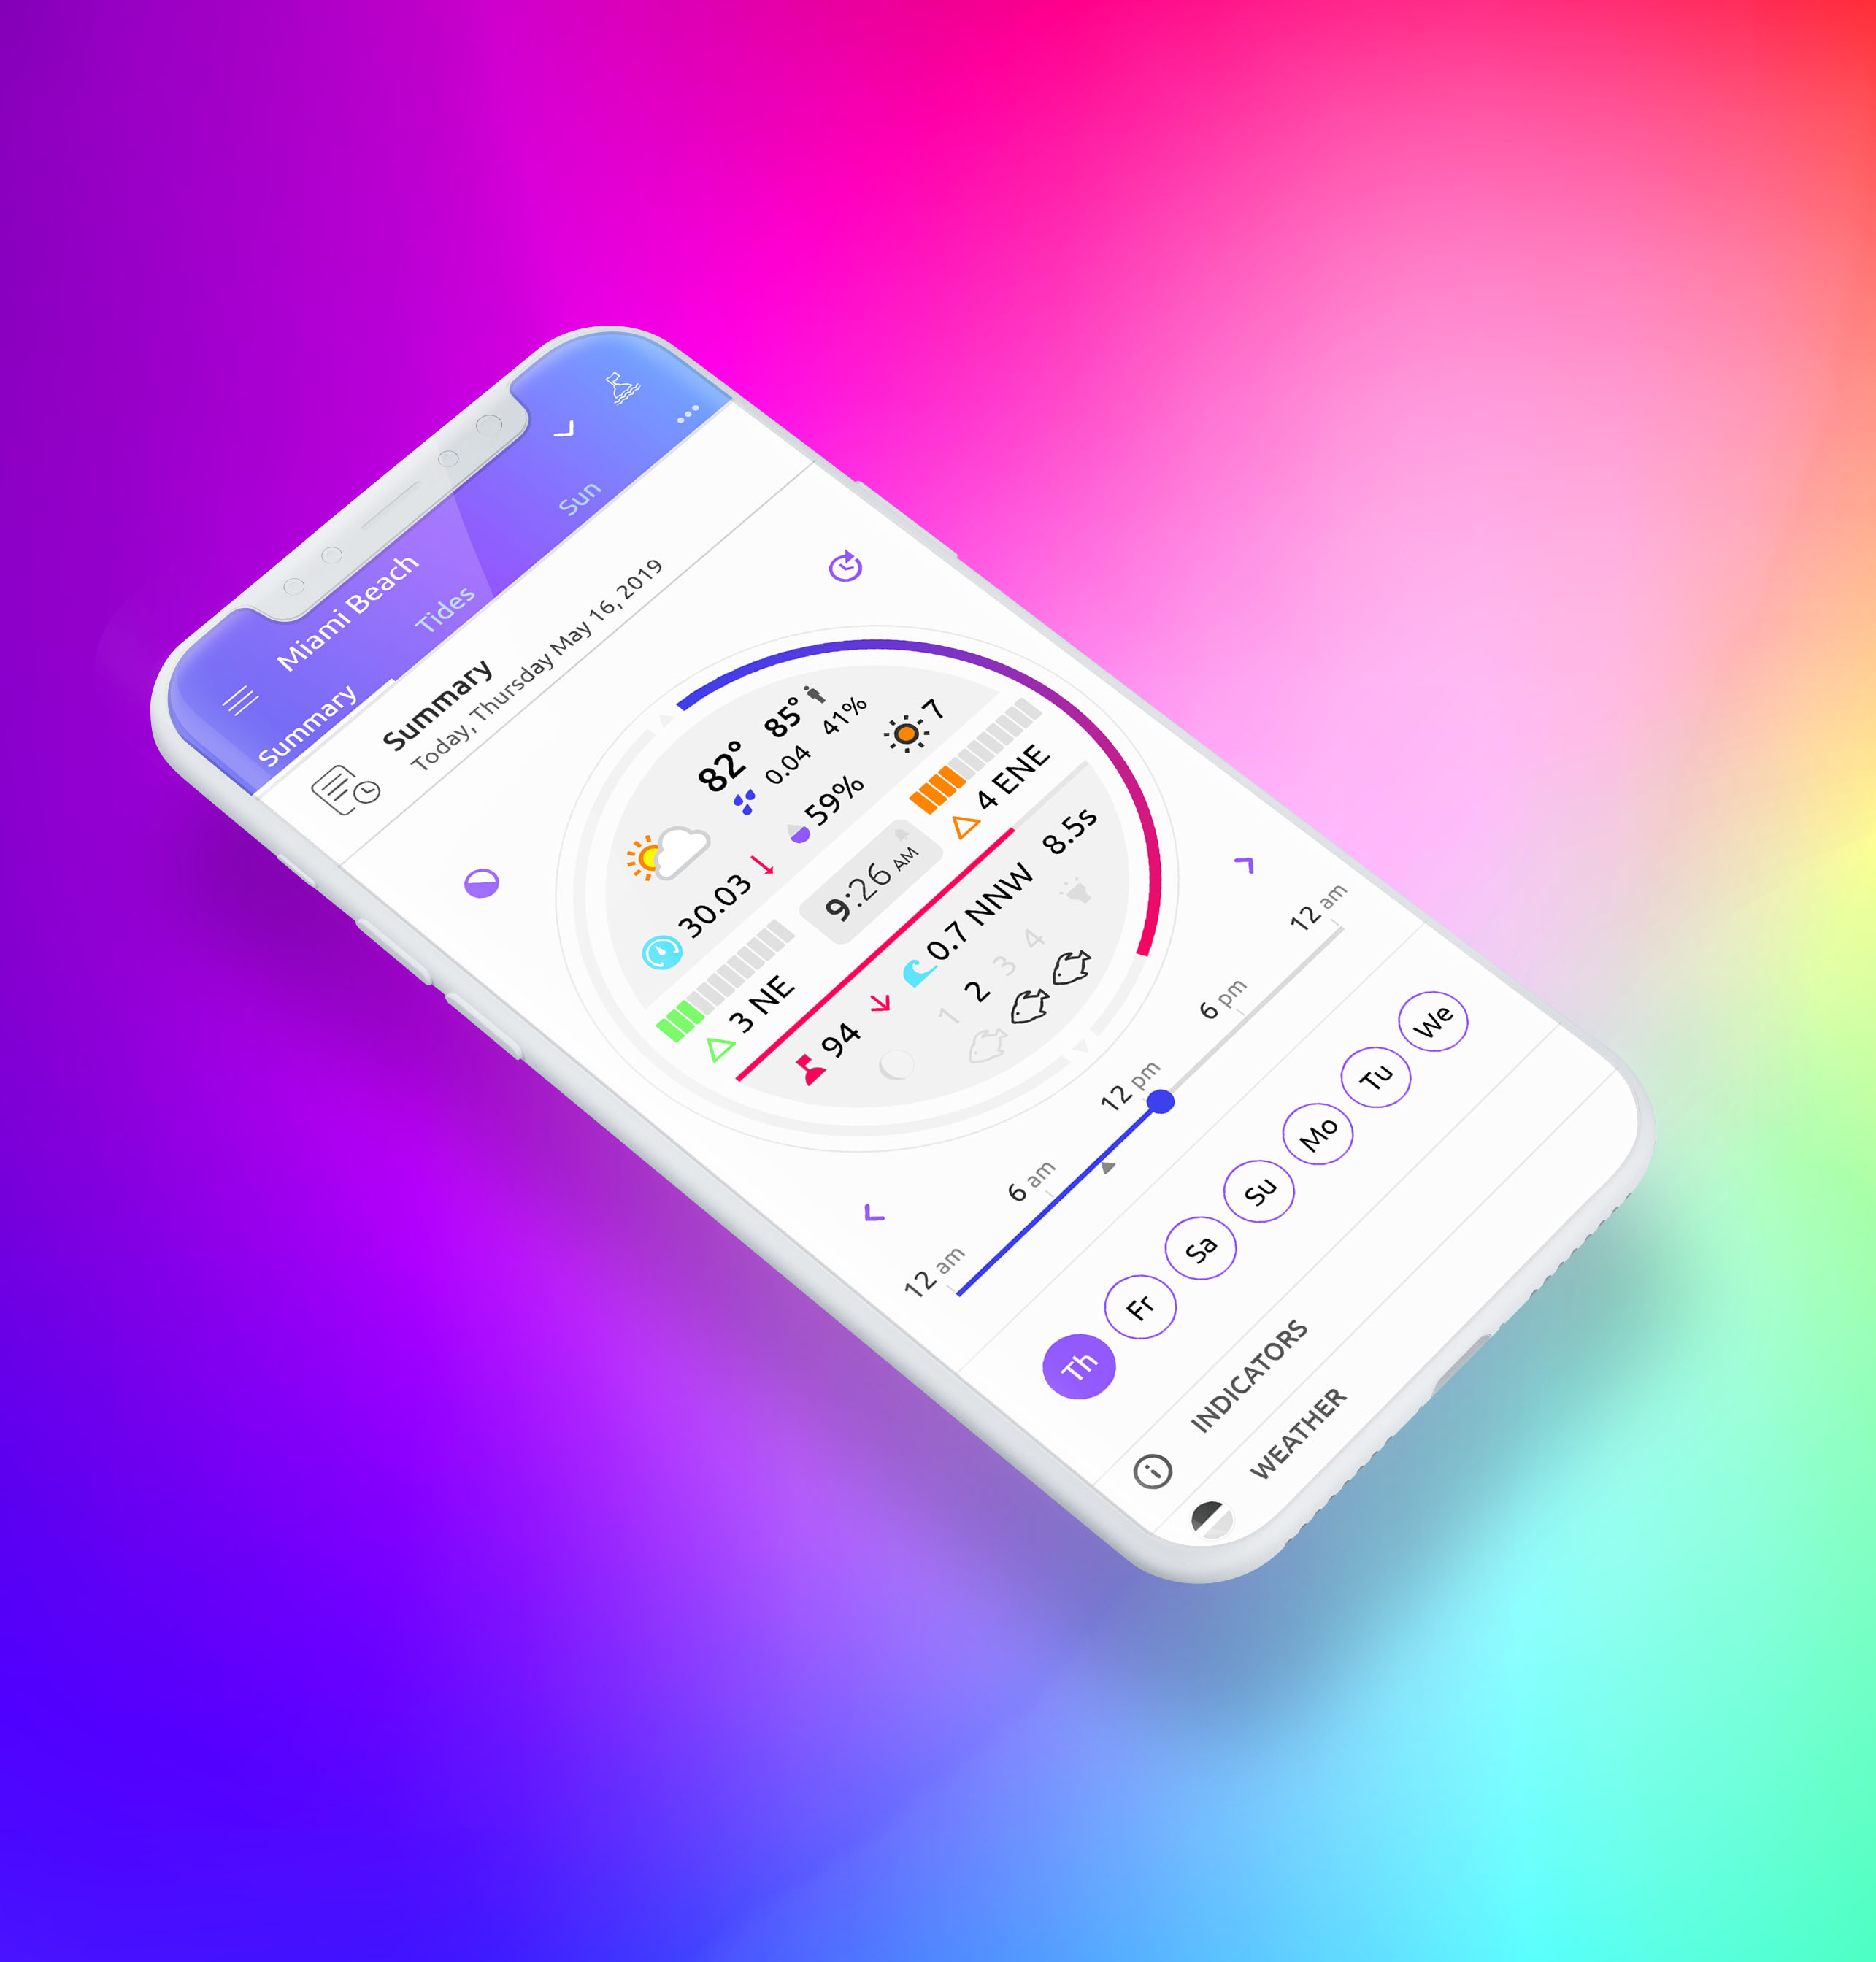 Miami Beach
Summary Tides Sun
Summary
Today, Thursday May 16, 2019
82° 85°
0.04 41%
30.03 59% 7
9:26 AM
3 NE 4 ENE
94 0.7 NNW 8.5s
1 2 3 4
12 am 6 am 12 pm 6 pm 12 am
Th Fr Sa Su Mo Tu We
INDICATORS
WEATHER